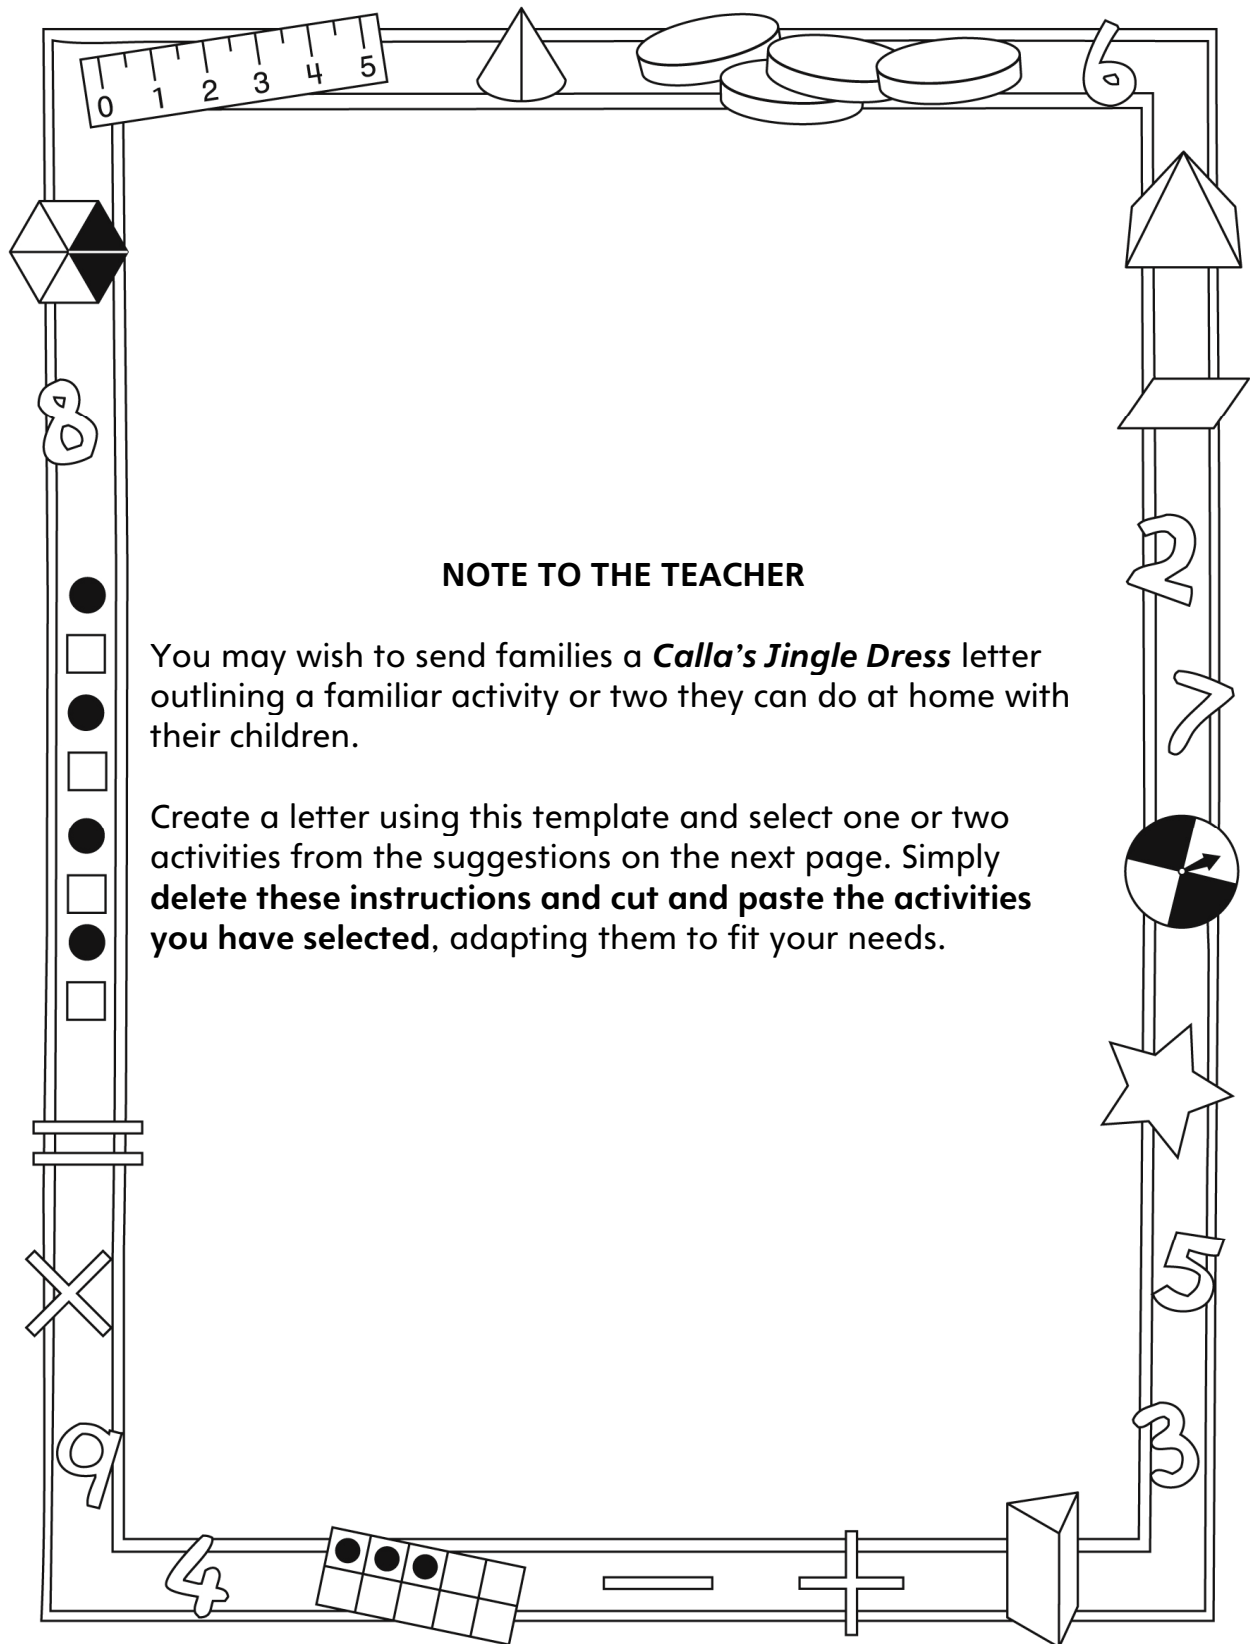 0 1 2 3 4 5
6
8
2
7
5
3
9
4
NOTE TO THE TEACHER
You may wish to send families a Calla's Jingle Dress letter
outlining a familiar activity or two they can do at home with
their children.
Create a letter using this template and select one or two
activities from the suggestions on the next page. Simply
delete these instructions and cut and paste the activities
you have selected, adapting them to fit your needs.
=
×
− +